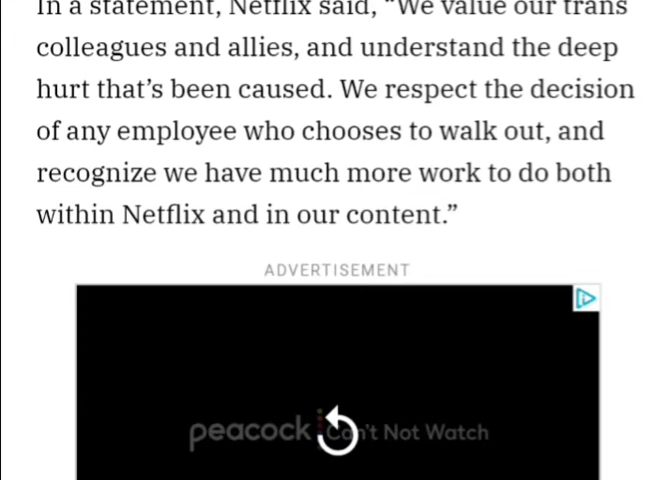 In a statement, Netflix said, “We value our trans
colleagues and allies, and understand the deep
hurt that’s been caused. We respect the decision
of any employee who chooses to walk out, and
recognize we have much more work to do both
within Netflix and in our content.”
ADVERTISEMENT
peacock Can't Not Watch